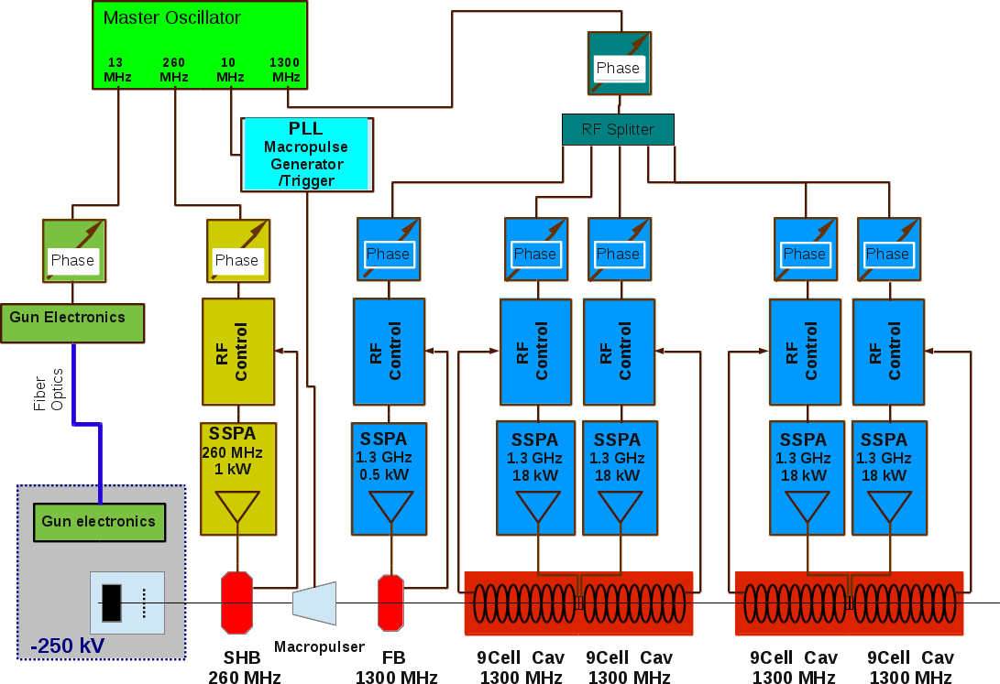 Master Oscillator
13 260 10 1300
MHz MHz MHz MHz
Phase
RF Splitter
PLL
Macropulse
Generator
/Trigger
Phase
Phase
Phase
Phase
Phase
Phase
Phase
Gun Electronics
RF
Control
RF
Control
RF
Control
RF
Control
RF
Control
RF
Control
Fiber
Optics
SSPA
260 MHz
1 kW
SSPA
1.3 GHz
0.5 kW
SSPA
1.3 GHz
18 kW
SSPA
1.3 GHz
18 kW
SSPA
1.3 GHz
18 kW
SSPA
1.3 GHz
18 kW
Gun electronics
-250 kV
SHB
260 MHz
Macropulser
FB
1300 MHz
9Cell Cav
1300 MHz
9Cell Cav
1300 MHz
9Cell Cav
1300 MHz
9Cell Cav
1300 MHz